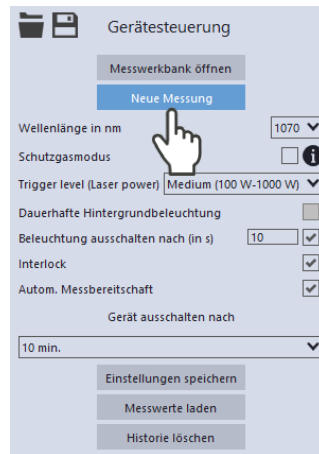 Gerätesteuerung
Messwerkbank öffnen
Neue Messung
Wellenlänge in nm 1070
Schutzgasmodus
Trigger level (Laser power) Medium (100 W-1000 W)
Dauerhafte Hintergrundbeleuchtung
Beleuchtung ausschalten nach (in s) 10
Interlock
Autom. Messbereitschaft
Gerät ausschalten nach
10 min.
Einstellungen speichern
Messwerte laden
Historie löschen